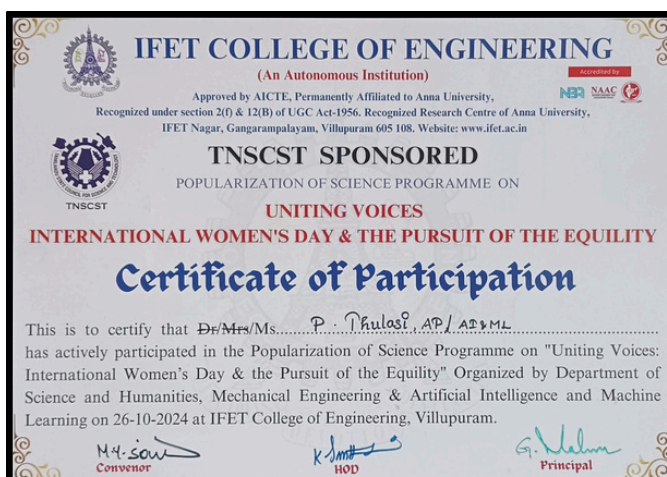 IFET COLLEGE OF ENGINEERING
(An Autonomous Institution)
Accredited by
Approved by AICTE, Permanently Affiliated to Anna University,
NBA NAAC
Recognized under section 2(f) & 12(B) of UGC Act-1956. Recognized Research Centre of Anna University,
IFET Nagar, Gangarampalayam, Villupuram 605 108. Website: www.ifet.ac.in
TNSCST SPONSORED
TNSCST
POPULARIZATION OF SCIENCE PROGRAMME ON
UNITING VOICES
INTERNATIONAL WOMEN'S DAY & THE PURSUIT OF THE EQUILITY
Certificate of Participation
This is to certify that Dr/Mrs/Ms.....P. Thulasi, AP/AI&ML
has actively participated in the Popularization of Science Programme on "Uniting Voices:
International Women's Day & the Pursuit of the Equility" Organized by Department of
Science and Humanities, Mechanical Engineering & Artificial Intelligence and Machine
Learning on 26-10-2024 at IFET College of Engineering, Villupuram.
Convenor
HOD
Principal